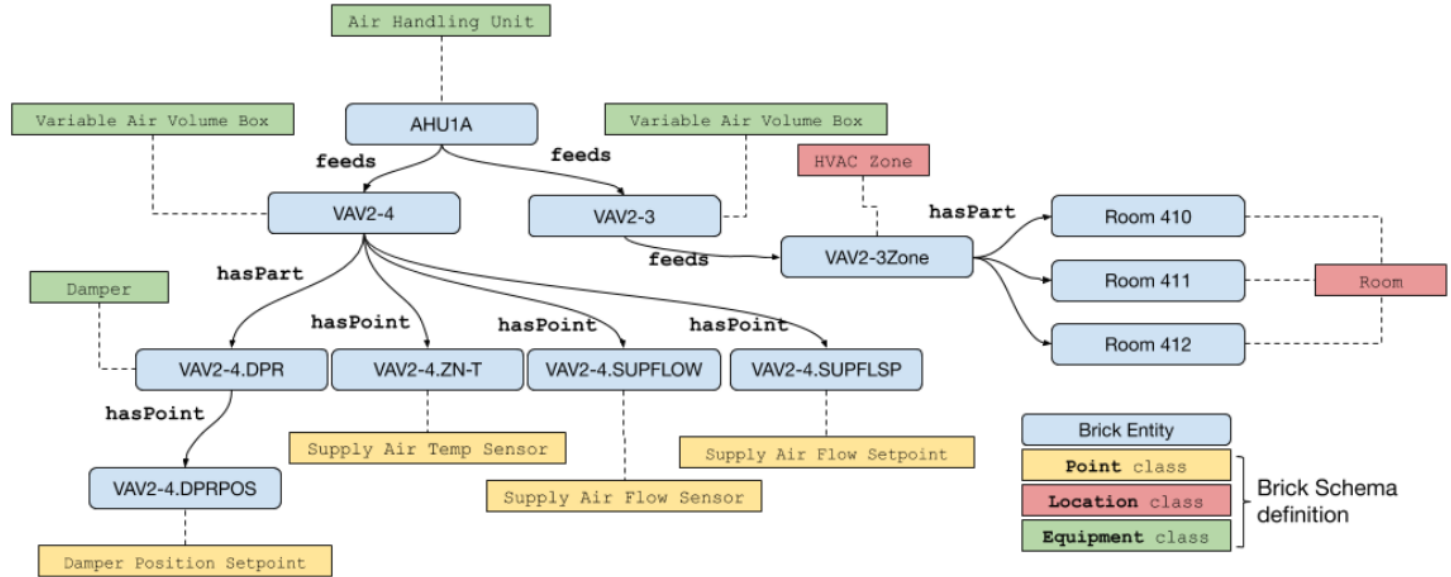 Air Handling Unit
Variable Air Volume Box
AHU1A
Variable Air Volume Box
feeds
feeds
HVAC Zone
VAV2-4
VAV2-3
hasPart
Room 410
feeds
VAV2-3Zone
hasPart
Damper
Room 411
Room
hasPoint
hasPoint
hasPoint
Room 412
VAV2-4.DPR
VAV2-4.ZN-T
VAV2-4.SUPFLOW
VAV2-4.SUPFLSP
hasPoint
Supply Air Temp Sensor
Supply Air Flow Setpoint
VAV2-4.DPRPOS
Supply Air Flow Sensor
Damper Position Setpoint
Brick Entity
Point class
Location class
Equipment class
Brick Schema
definition